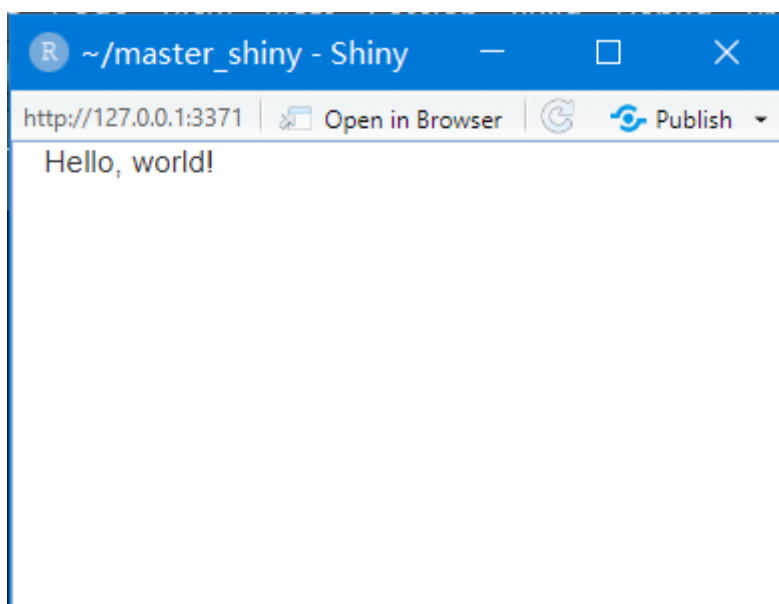 R ~/master_shiny - Shiny
http://127.0.0.1:3371 Open in Browser Publish
Hello, world!